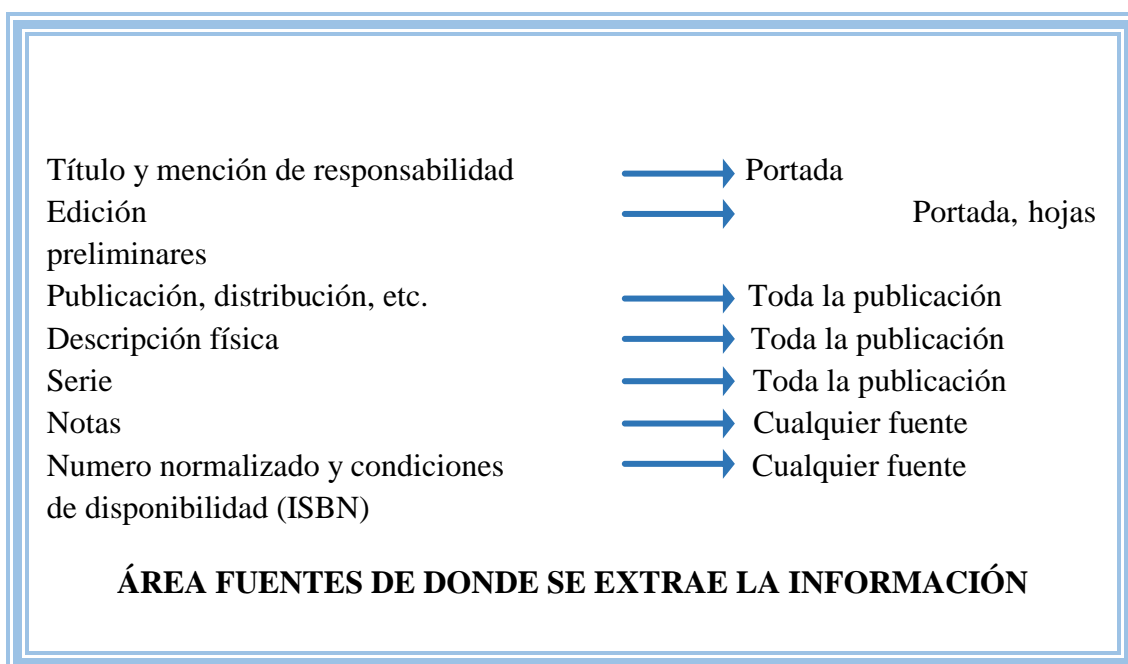 Título y mención de responsabilidad Portada
Edición Portada, hojas
preliminares
Publicación, distribución, etc. Toda la publicación
Descripción física Toda la publicación
Serie Toda la publicación
Notas Cualquier fuente
Numero normalizado y condiciones Cualquier fuente
de disponibilidad (ISBN)
ÁREA FUENTES DE DONDE SE EXTRAE LA INFORMACIÓN